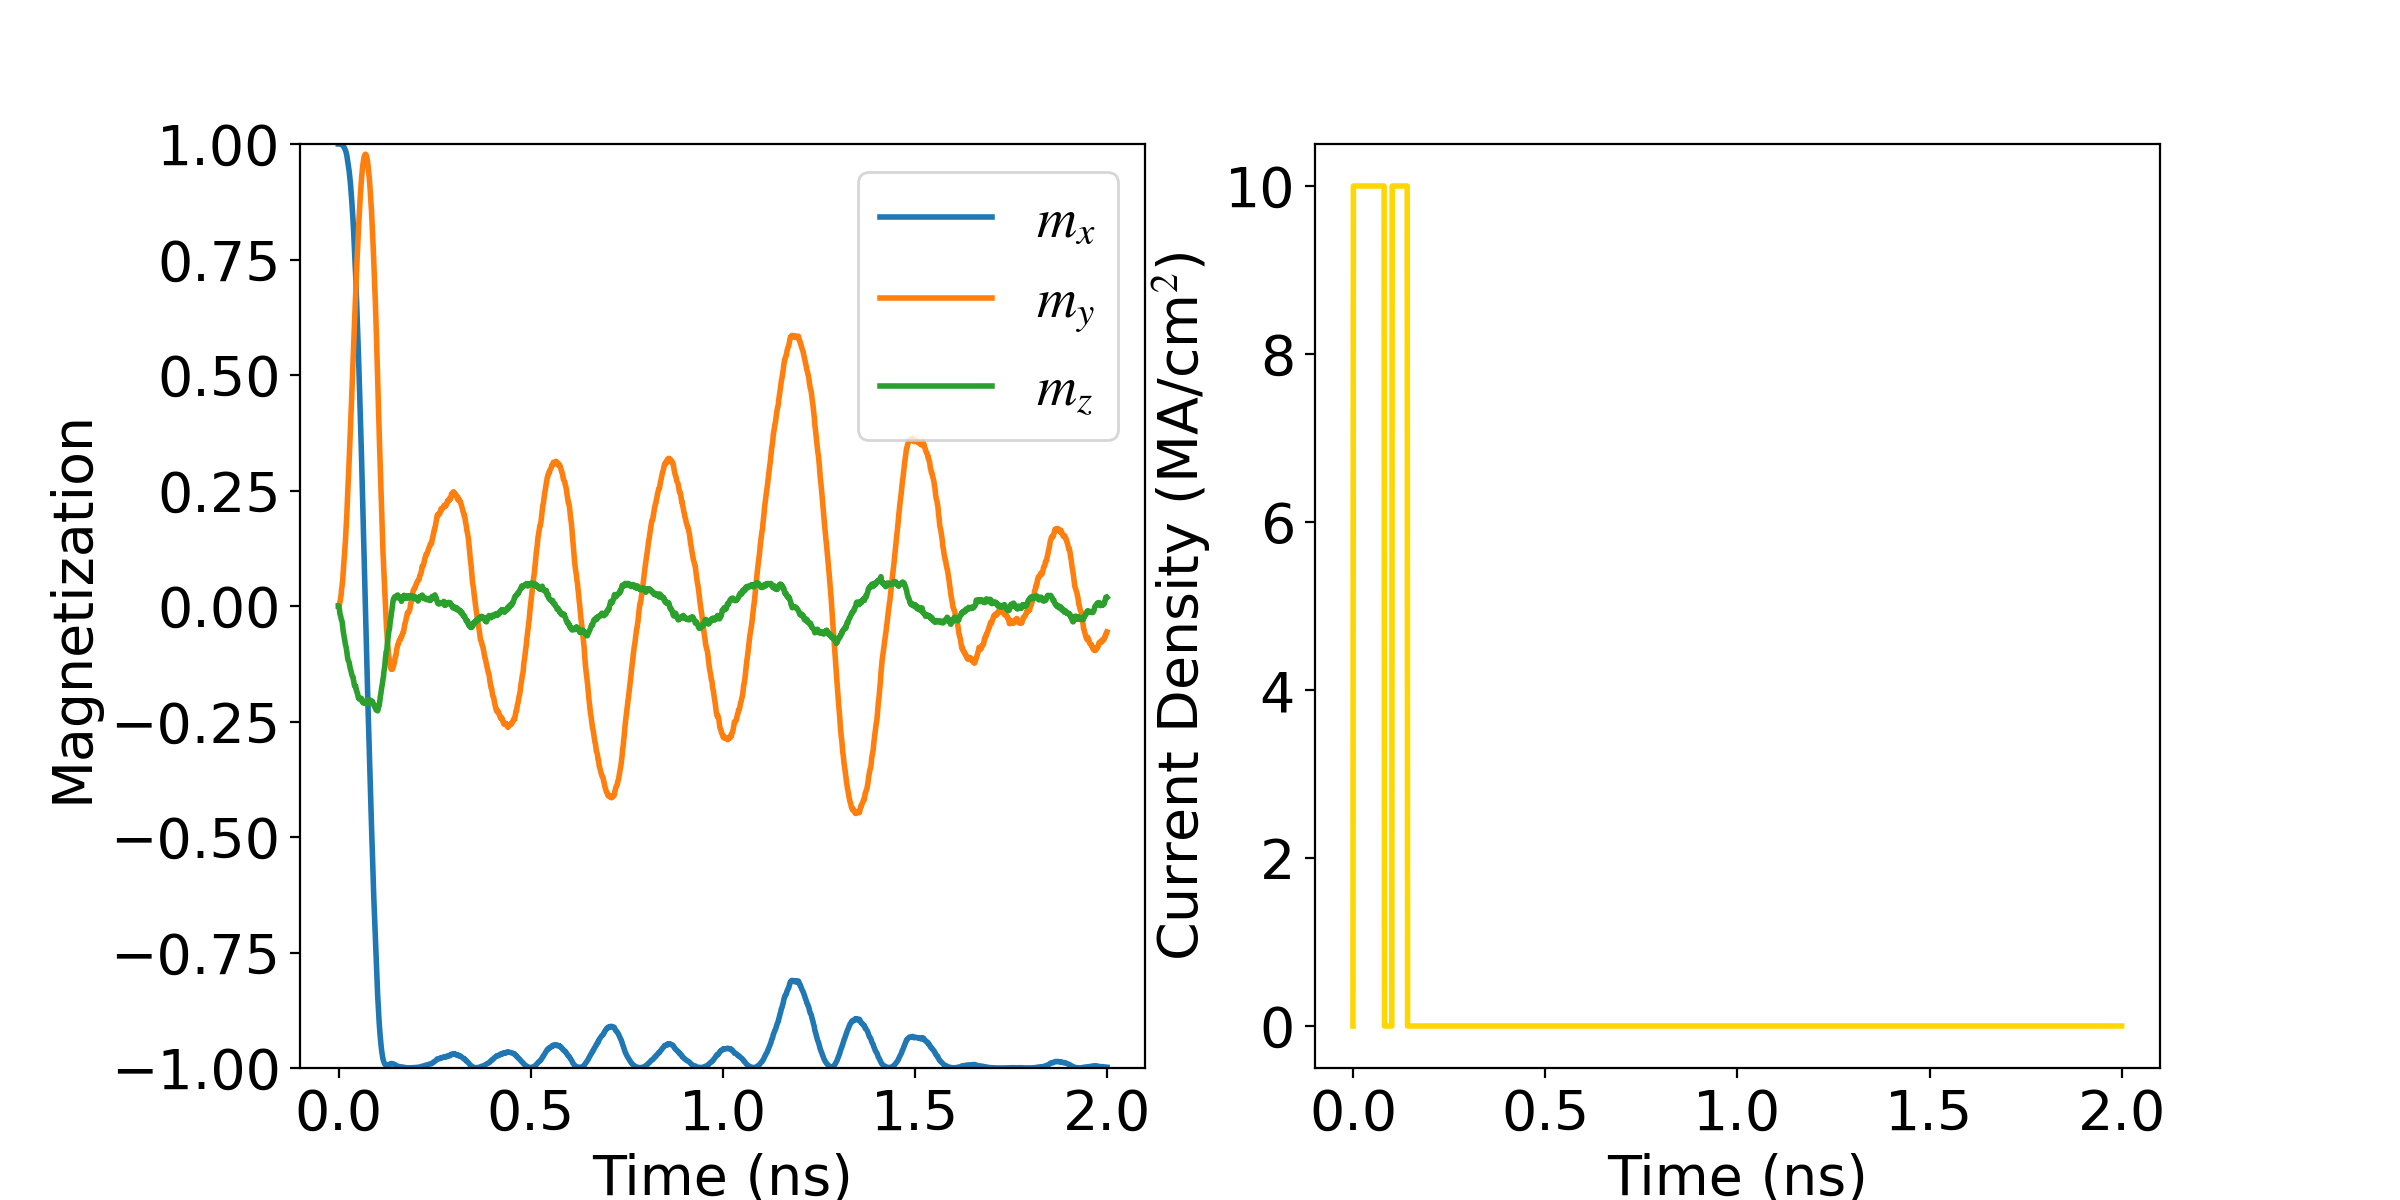 Magnetization
1.00
0.75
0.50
0.25
0.00
−0.25
−0.50
−0.75
−1.00
0.0 0.5 1.0 1.5 2.0
Time (ns)
m_x
m_y
m_z
Current Density (MA/cm²)
10
8
6
4
2
0
0.0 0.5 1.0 1.5 2.0
Time (ns)